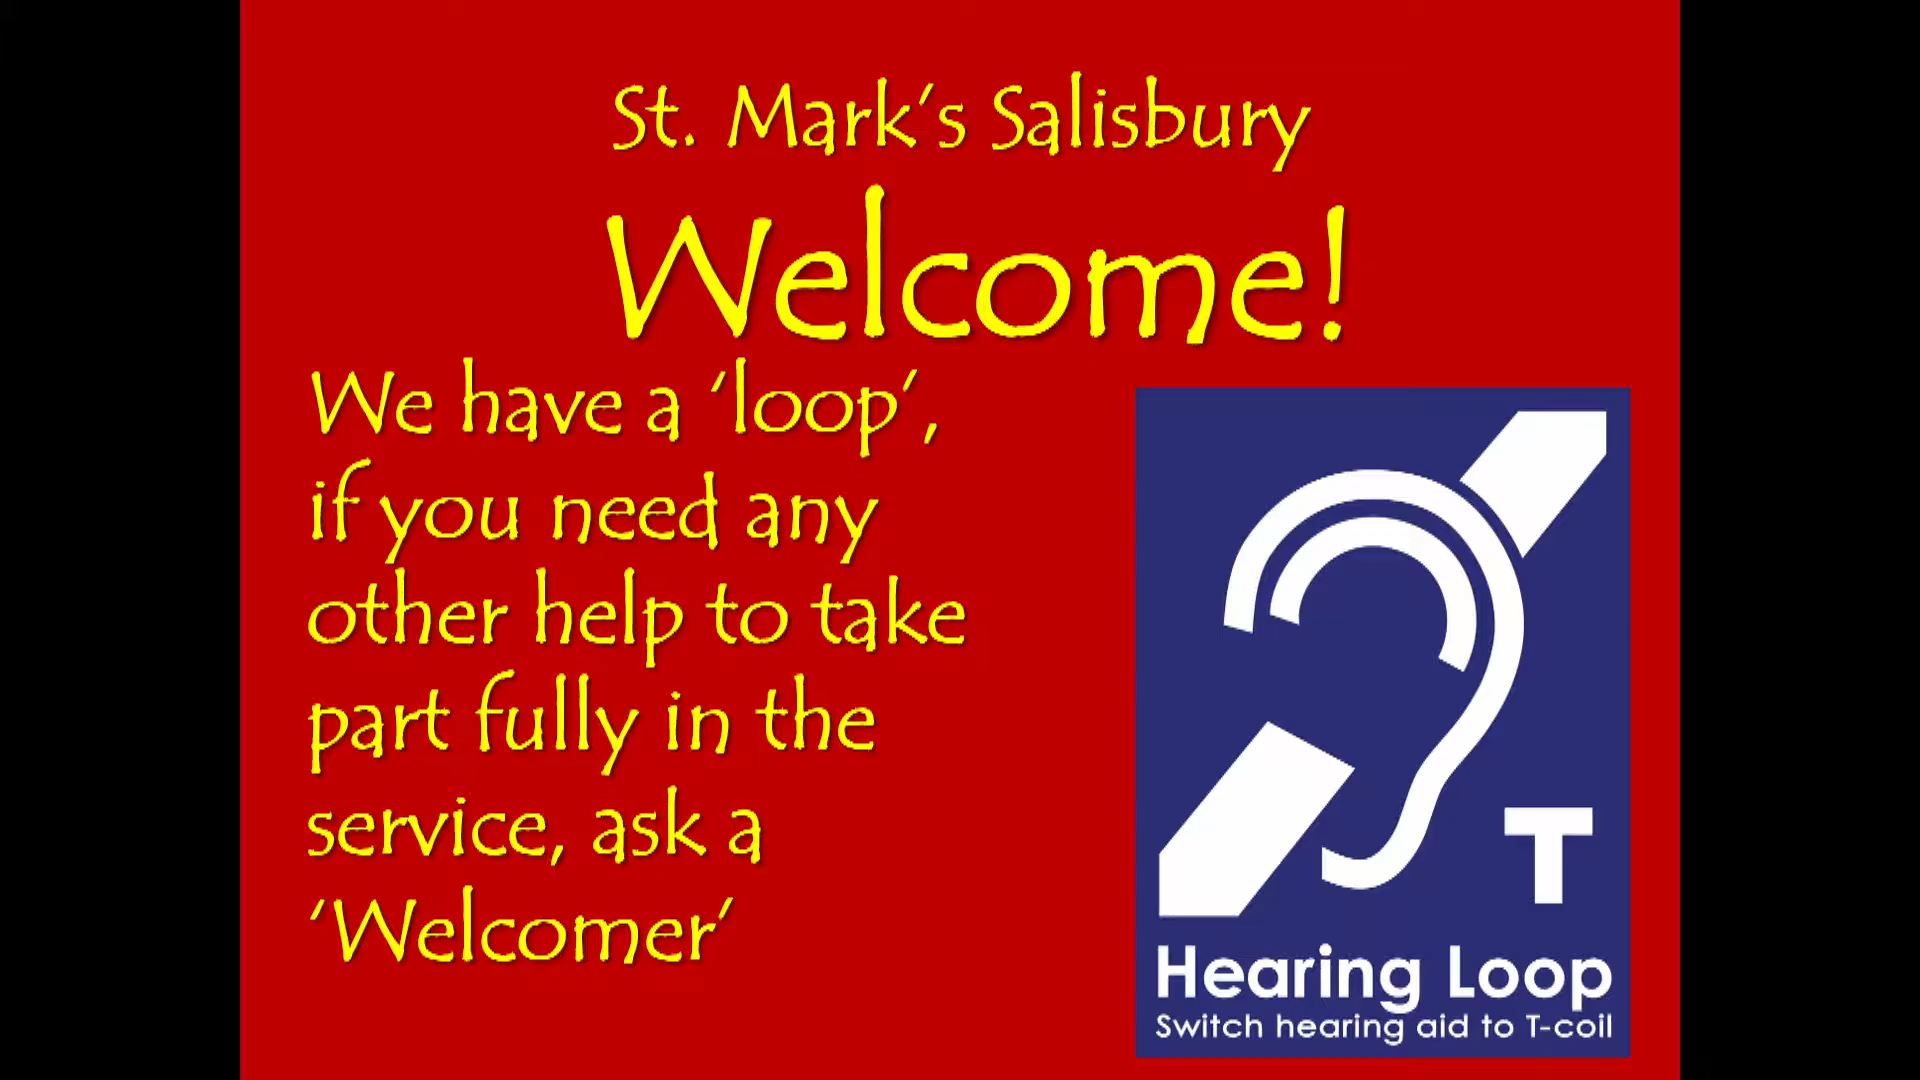 St. Mark’s Salisbury
Welcome!
We have a ‘loop’,
if you need any
other help to take
part fully in the
service, ask a
‘Welcomer’
T
Hearing Loop
Switch hearing aid to T-coil